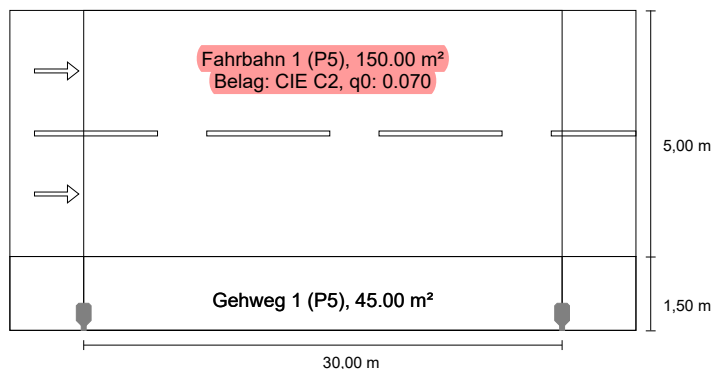 Fahrbahn 1 (P5), 150.00 m²
Belag: CIE C2, q0: 0.070
5,00 m
Gehweg 1 (P5), 45.00 m²
1,50 m
30,00 m